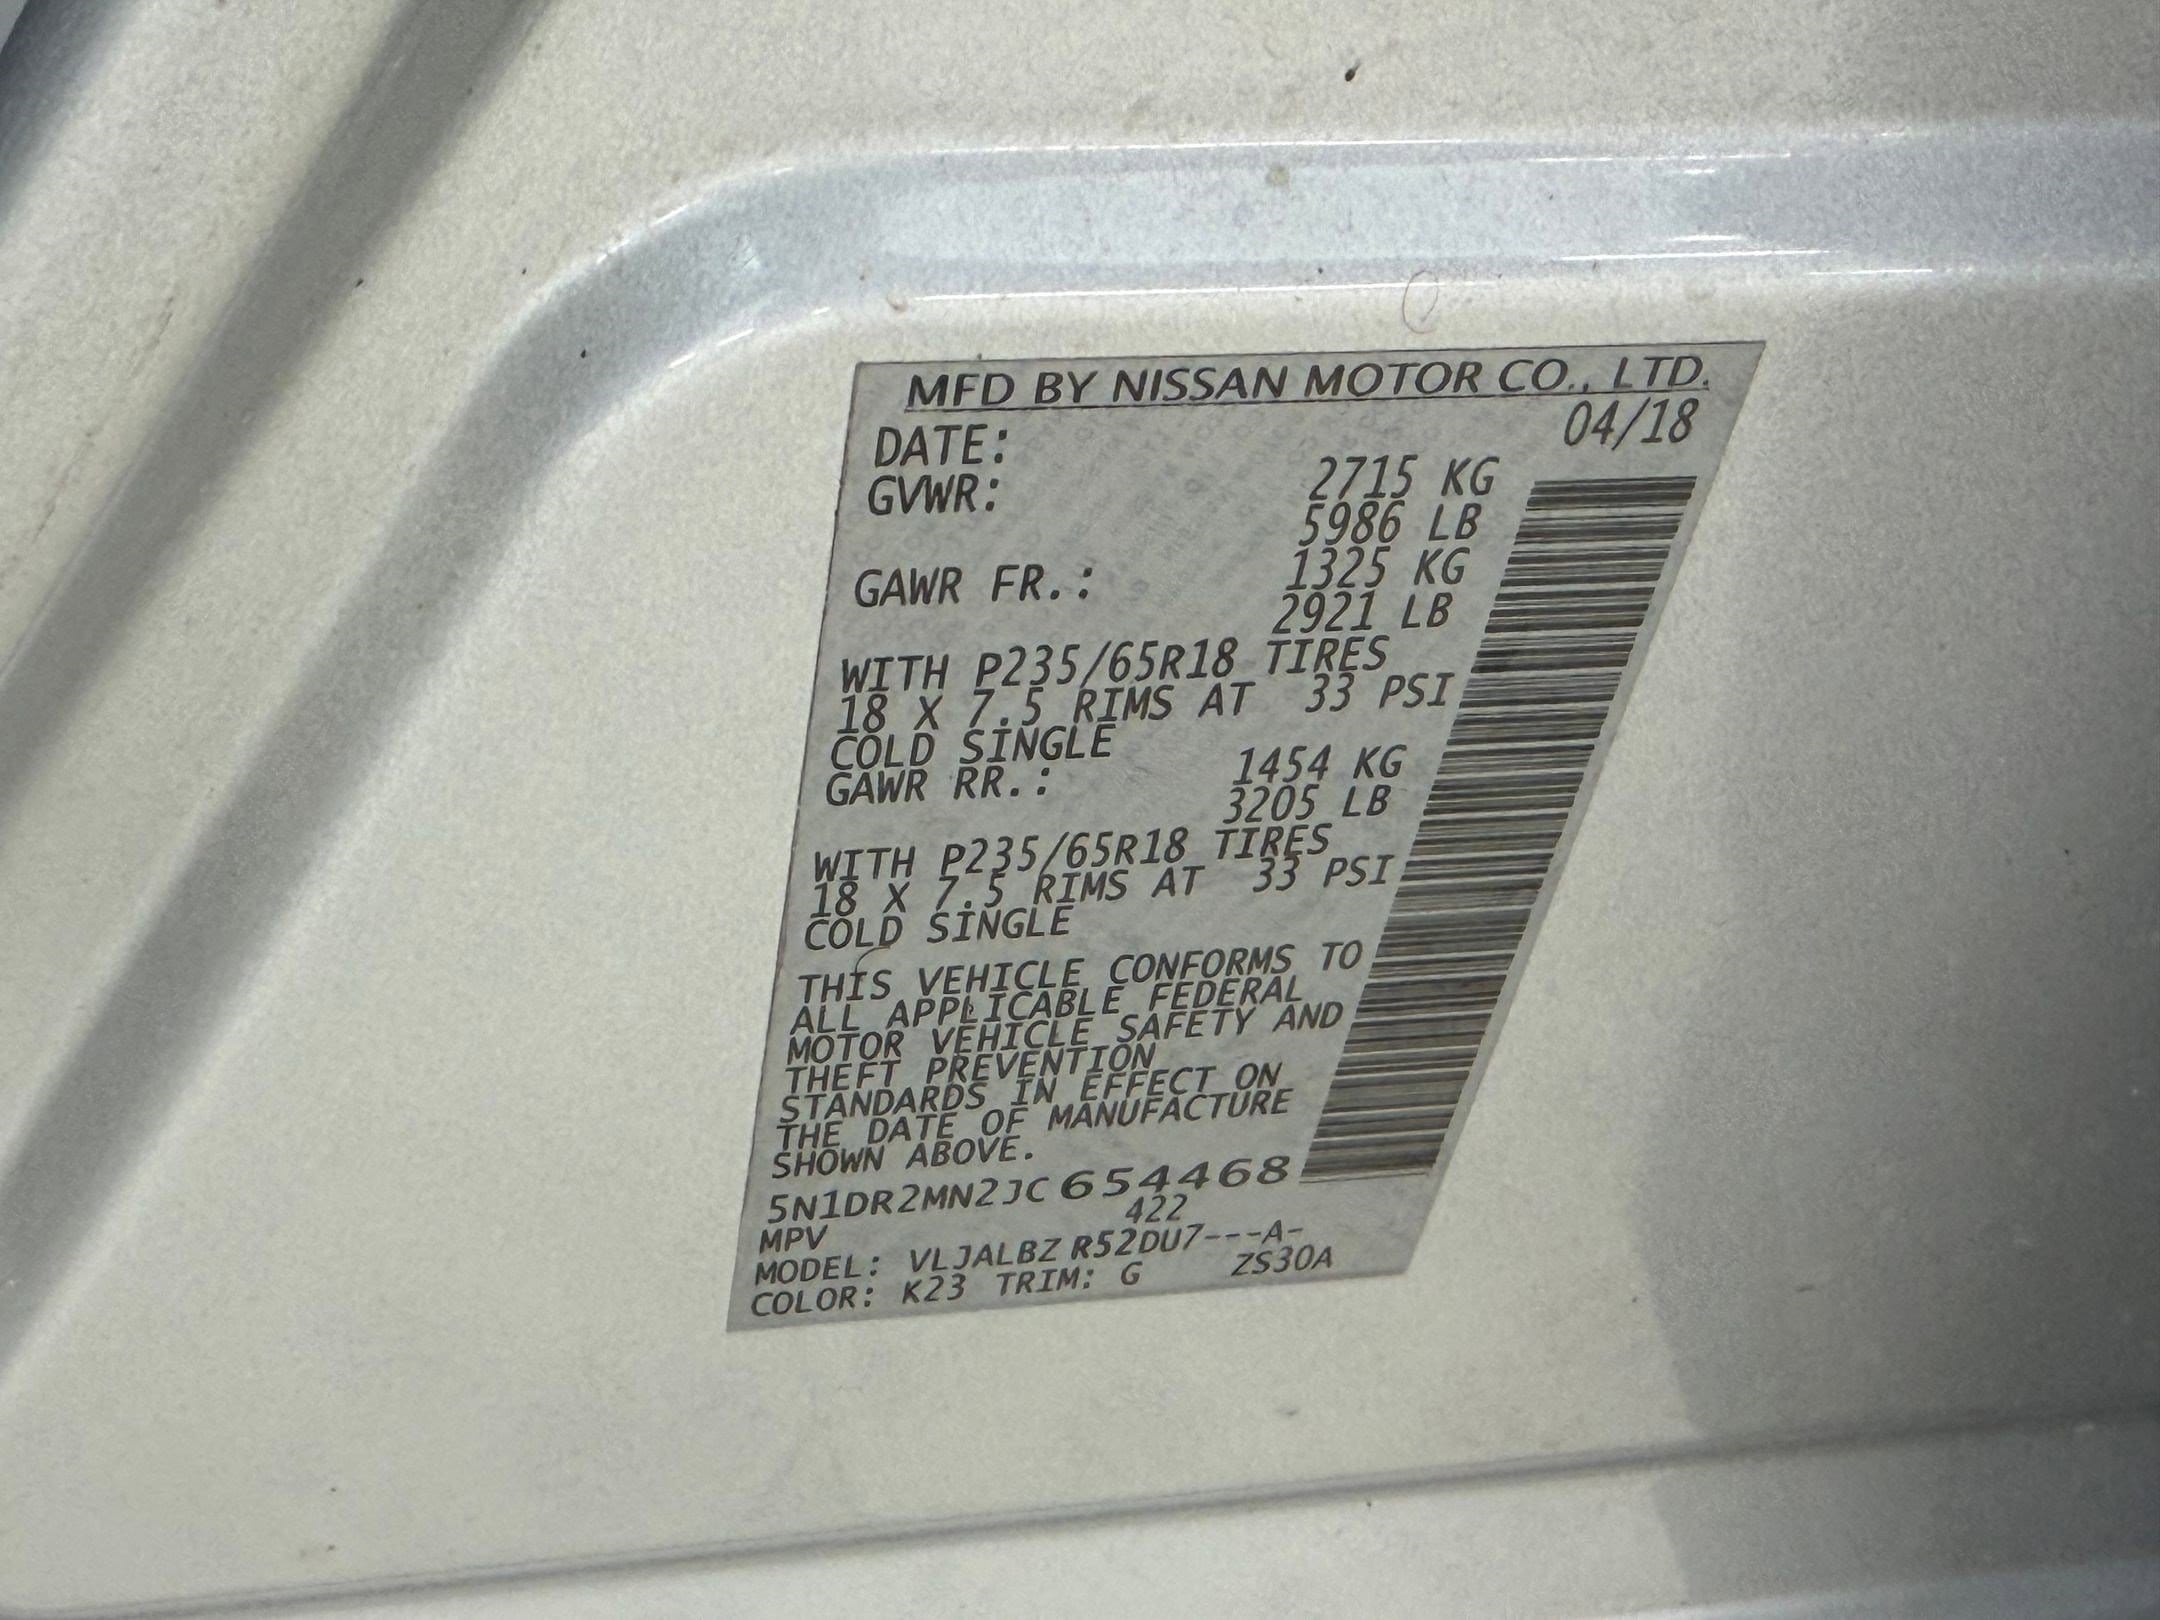 MFD BY NISSAN MOTOR CO., LTD.
DATE: 04/18
GVWR: 2715 KG
5986 LB
GAWR FR.: 1325 KG
2921 LB
WITH P235/65R18 TIRES
18 X 7.5 RIMS AT 33 PSI
COLD SINGLE
GAWR RR.: 1454 KG
3205 LB
WITH P235/65R18 TIRES
18 X 7.5 RIMS AT 33 PSI
COLD SINGLE
THIS VEHICLE CONFORMS TO
ALL APPLICABLE FEDERAL
MOTOR VEHICLE SAFETY AND
THEFT PREVENTION
STANDARDS IN EFFECT ON
THE DATE OF MANUFACTURE
SHOWN ABOVE.
5N1DR2MN2JC654468
MPV 422
MODEL: VLJALBZ R52DU7---A-
COLOR: K23 TRIM: G ZS30A